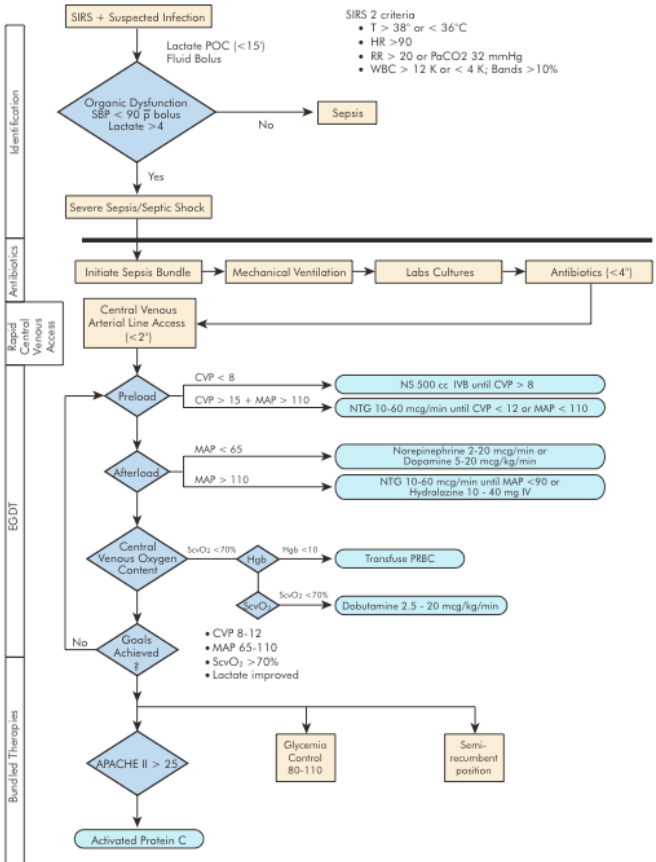 SIRS + Suspected Infection
SIRS 2 criteria
• T > 38° or < 36°C
• HR >90
• RR > 20 or PaCO2 32 mmHg
• WBC > 12 K or < 4 K; Bands >10%
Lactate POC (<15')
Fluid Bolus
Organic Dysfunction
SBP < 90 p̄ bolus
Lactate >4
No
Sepsis
Yes
Severe Sepsis/Septic Shock
Identification
Antibiotics
Initiate Sepsis Bundle
Mechanical Ventilation
Labs Cultures
Antibiotics (<4°)
Rapid
Central
Venous
Access
Central Venous
Arterial Line Access
(<2°)
EGDT
Preload
CVP < 8
NS 500 cc IVB until CVP > 8
CVP > 15 + MAP > 110
NTG 10-60 mcg/min until CVP < 12 or MAP < 110
Afterload
MAP < 65
Norepinephrine 2-20 mcg/min or
Dopamine 5-20 mcg/kg/min
MAP > 110
NTG 10-60 mcg/min until MAP <90 or
Hydralazine 10 - 40 mg IV
Central
Venous Oxygen
Content
ScvO₂ <70%
Hgb
Hgb <10
Transfuse PRBC
ScvO₂
ScvO₂ <70%
Dobutamine 2.5 - 20 mcg/kg/min
No
Goals
Achieved
?
• CVP 8-12
• MAP 65-110
• ScvO₂ >70%
• Lactate improved
Bundled Therapies
APACHE II > 25
Glycemia
Control
80-110
Semi-
recumbent
position
Activated Protein C